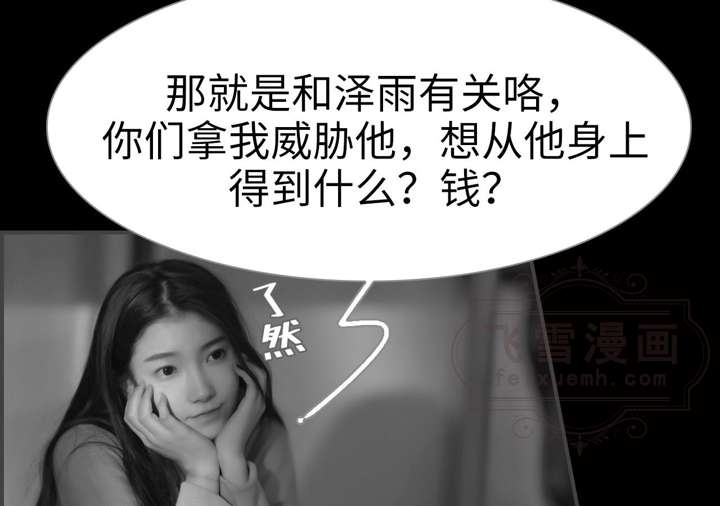 那就是和泽雨有关咯，
你们拿我威胁他，想从他身上
得到什么？钱？
了然
飞雪漫画
feixuemh.com